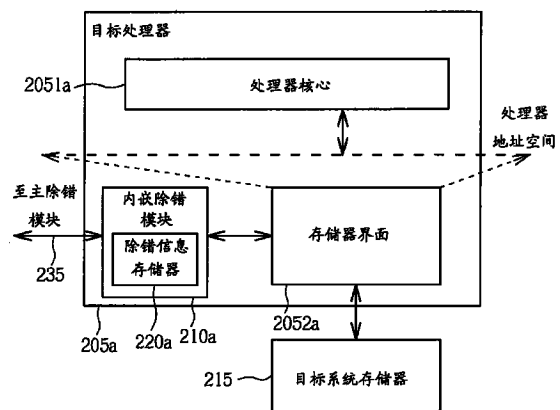 目标处理器
2051a
处理器核心
处理器
地址空间
至主除错
模块
235
内嵌除错
模块
除错信息
存储器
存储器界面
205a
220a
210a
2052a
215
目标系统存储器